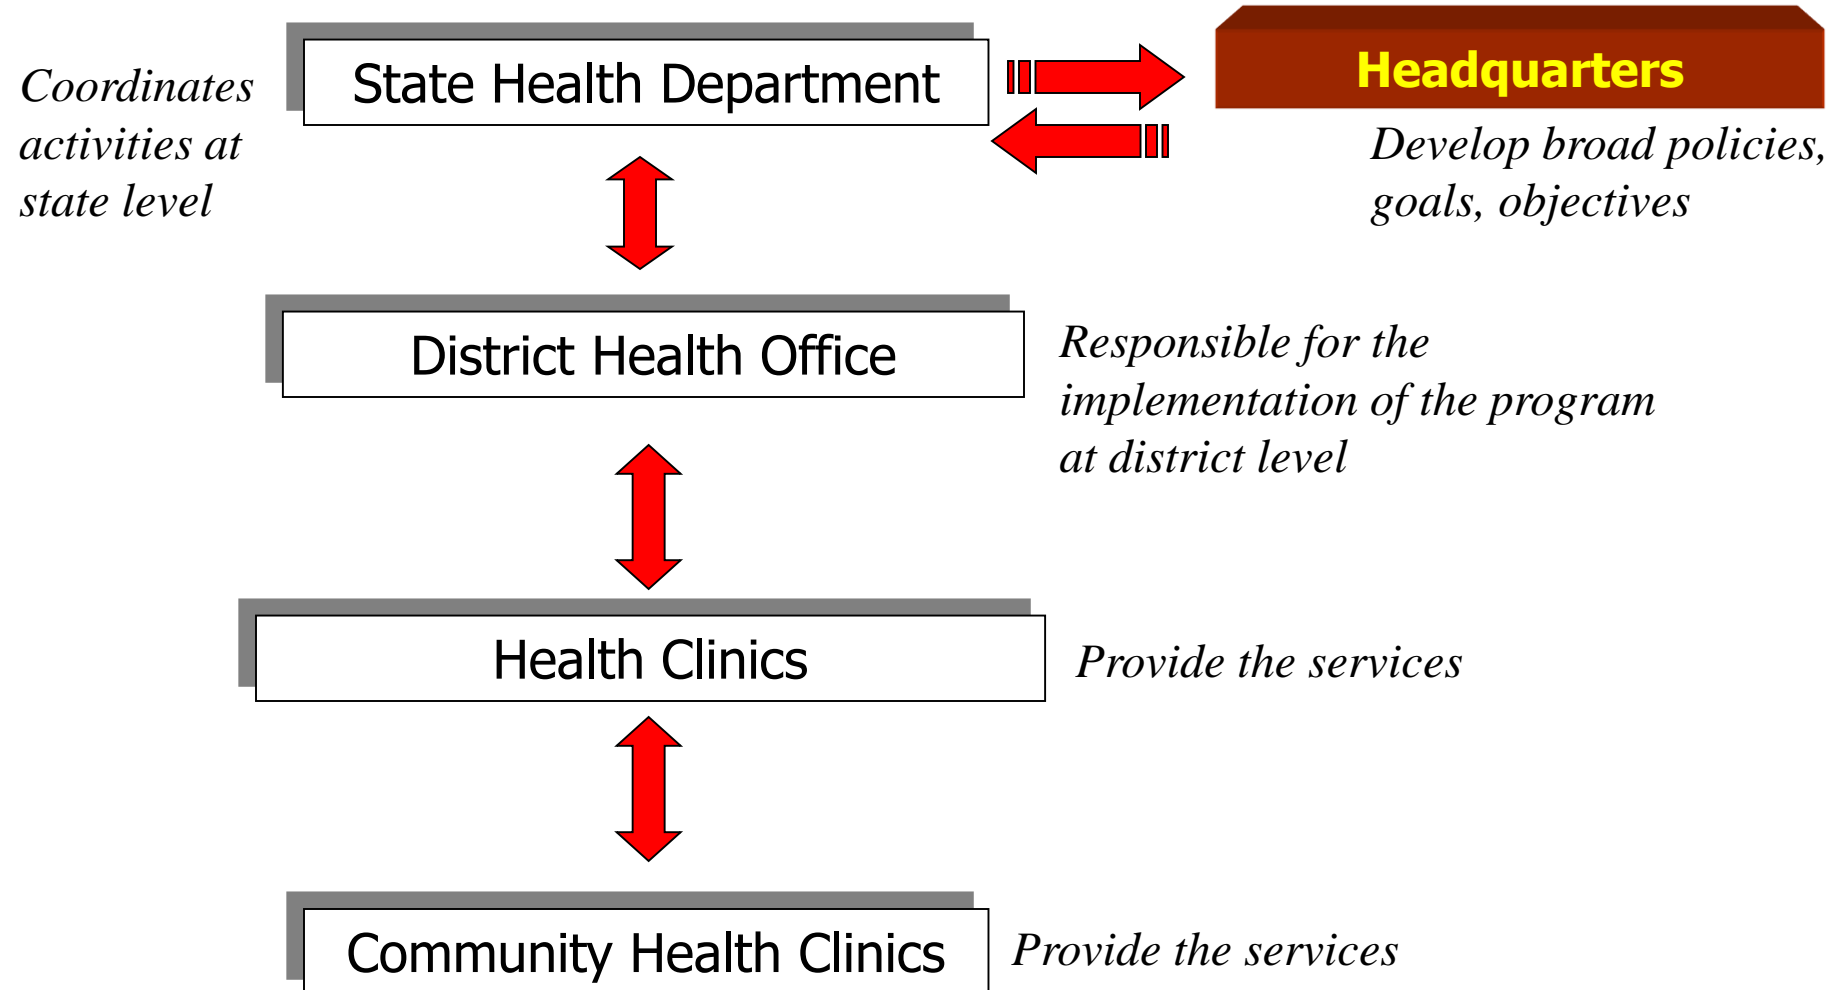 Coordinates
activities at
state level
State Health Department
Headquarters
Develop broad policies,
goals, objectives
District Health Office
Responsible for the
implementation of the program
at district level
Health Clinics
Provide the services
Community Health Clinics
Provide the services